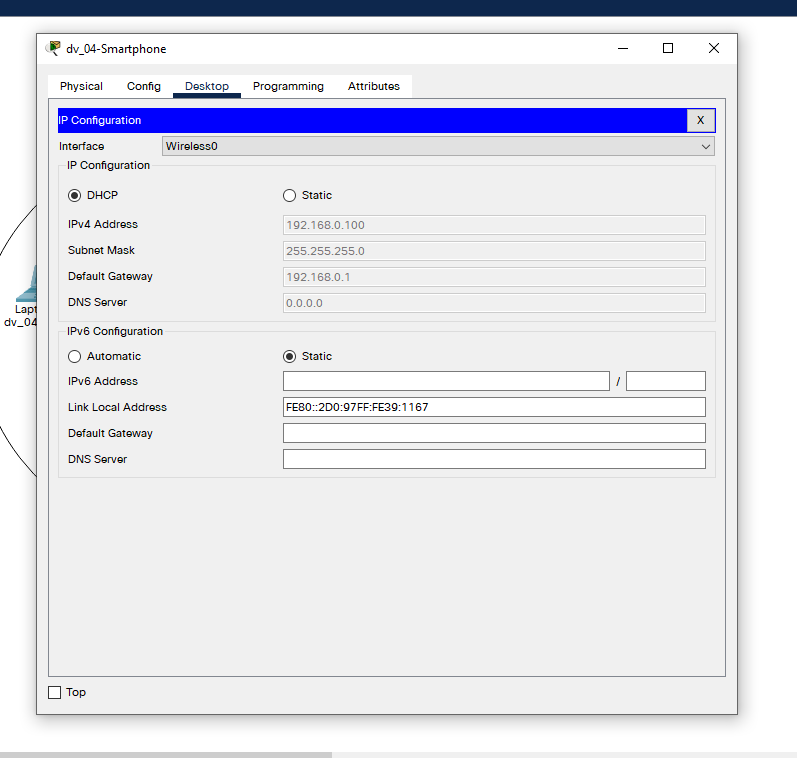 dv_04-Smartphone
Physical Config Desktop Programming Attributes
IP Configuration X
Interface Wireless0
IP Configuration
DHCP Static
IPv4 Address 192.168.0.100
Subnet Mask 255.255.255.0
Default Gateway 192.168.0.1
DNS Server 0.0.0.0
IPv6 Configuration
Automatic Static
IPv6 Address /
Link Local Address FE80::2D0:97FF:FE39:1167
Default Gateway
DNS Server
Top
Lapt
dv_04